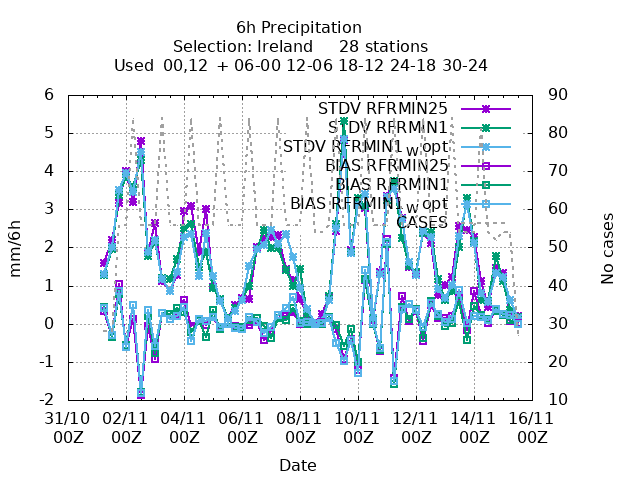 6h Precipitation
Selection: Ireland 28 stations
Used 00,12 + 06-00 12-06 18-12 24-18 30-24
6 90
STDV RFRMIN25
5 STDV RFRMIN1 80
STDV RFRMIN1_w opt
4 BIAS RFRMIN25 70
BIAS RFRMIN1
3 BIAS RFRMIN1_w opt 60
CASES
2 50
1 40
0 30
-1 20
-2 10
mm/6h
No cases
31/10 02/11 04/11 06/11 08/11 10/11 12/11 14/11 16/11
00Z 00Z 00Z 00Z 00Z 00Z 00Z 00Z 00Z
Date